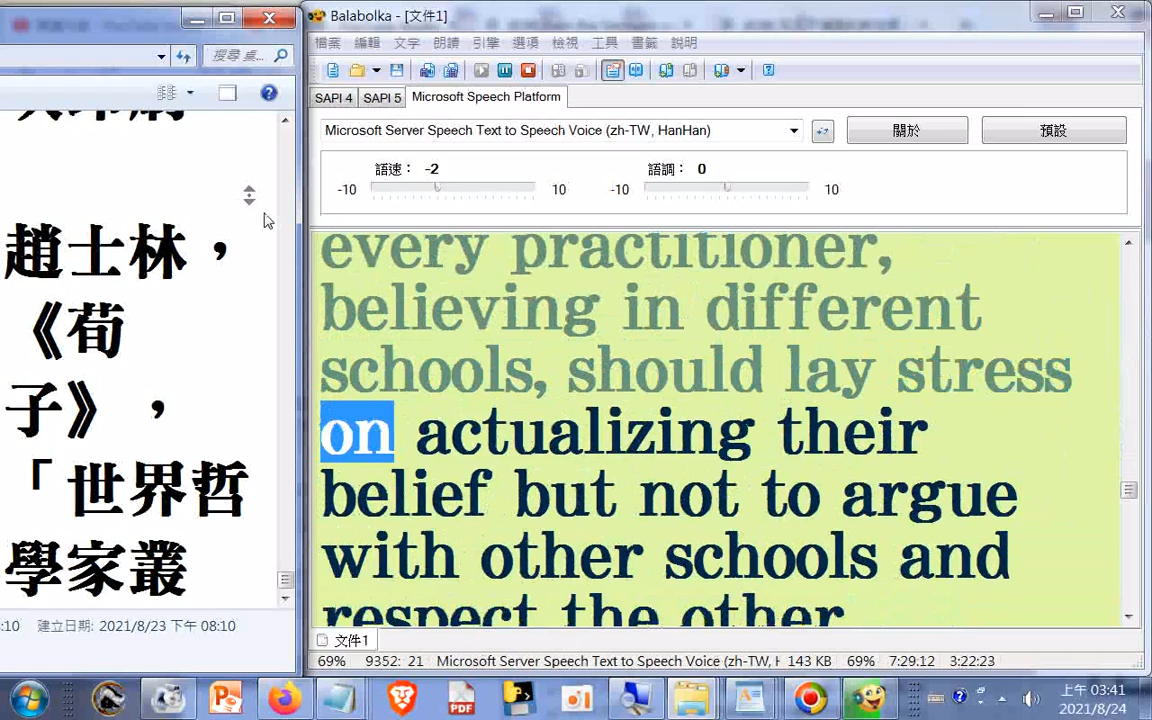 Balabolka - [文件1]
檔案 編輯 文字 朗讀 引擎 選項 檢視 工具 書籤 說明
搜尋 桌...
SAPI 4 SAPI 5 Microsoft Speech Platform
Microsoft Server Speech Text to Speech Voice (zh-TW, HanHan)
關於
預設
語速： -2
語調： 0
-10 10 -10 10
趙士林，
《荀
子》，
「世界哲
學家叢
every practitioner,
believing in different
schools, should lay stress
on actualizing their
belief but not to argue
with other schools and
respect the other
:10 建立日期: 2021/8/23 下午 08:10
文件1
69% 9352: 21 Microsoft Server Speech Text to Speech Voice (zh-TW, H 143 KB 69% 7:29:12 3:22:23
PDF
上午 03:41
2021/8/24